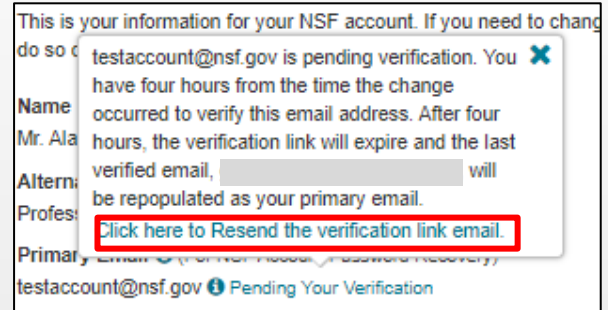 This is your information for your NSF account. If you need to chang
do so
testaccount@nsf.gov is pending verification. You
have four hours from the time the change
occurred to verify this email address. After four
hours, the verification link will expire and the last
verified email, will
be repopulated as your primary email.
Click here to Resend the verification link email.
Name
Mr. Ala
Altern
Profes
Primary Email (For NSF Account Password Recovery)
testaccount@nsf.gov Pending Your Verification